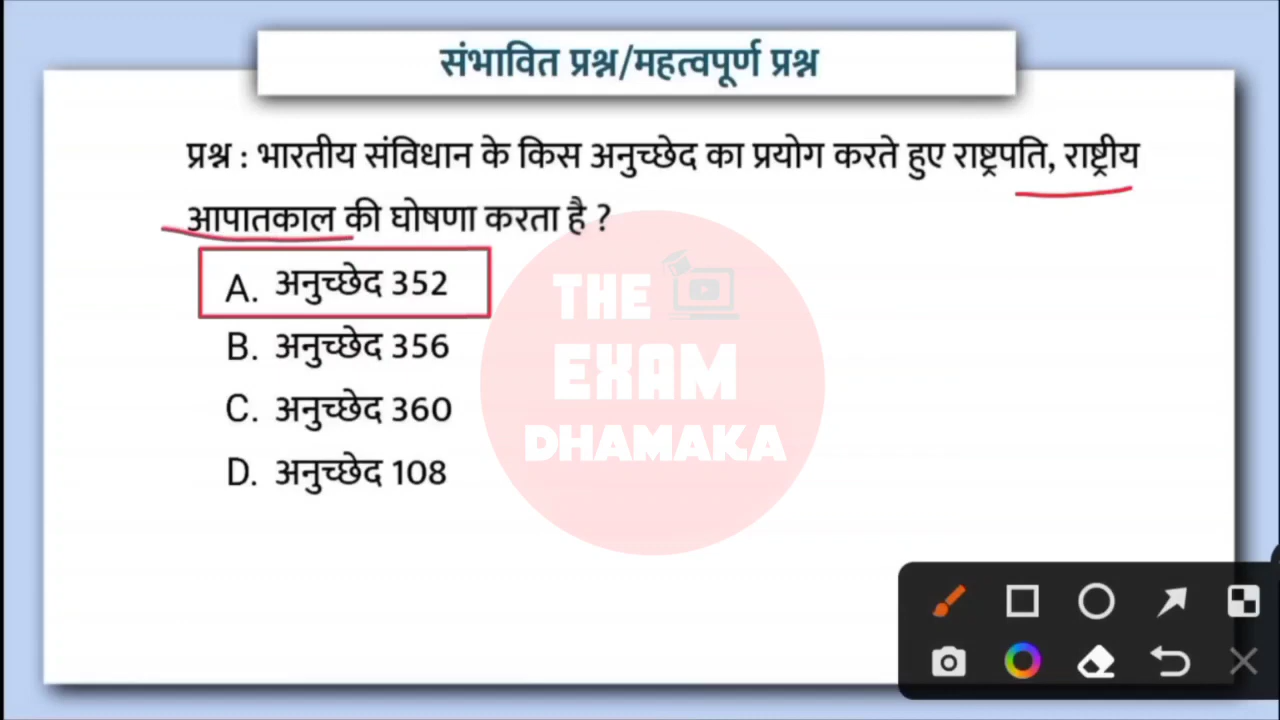 संभावित प्रश्न/महत्वपूर्ण प्रश्न
प्रश्न : भारतीय संविधान के किस अनुच्छेद का प्रयोग करते हुए राष्ट्रपति, राष्ट्रीय
आपातकाल की घोषणा करता है ?
A. अनुच्छेद 352
B. अनुच्छेद 356
C. अनुच्छेद 360
D. अनुच्छेद 108
THE
EXAM
DHAMAKA